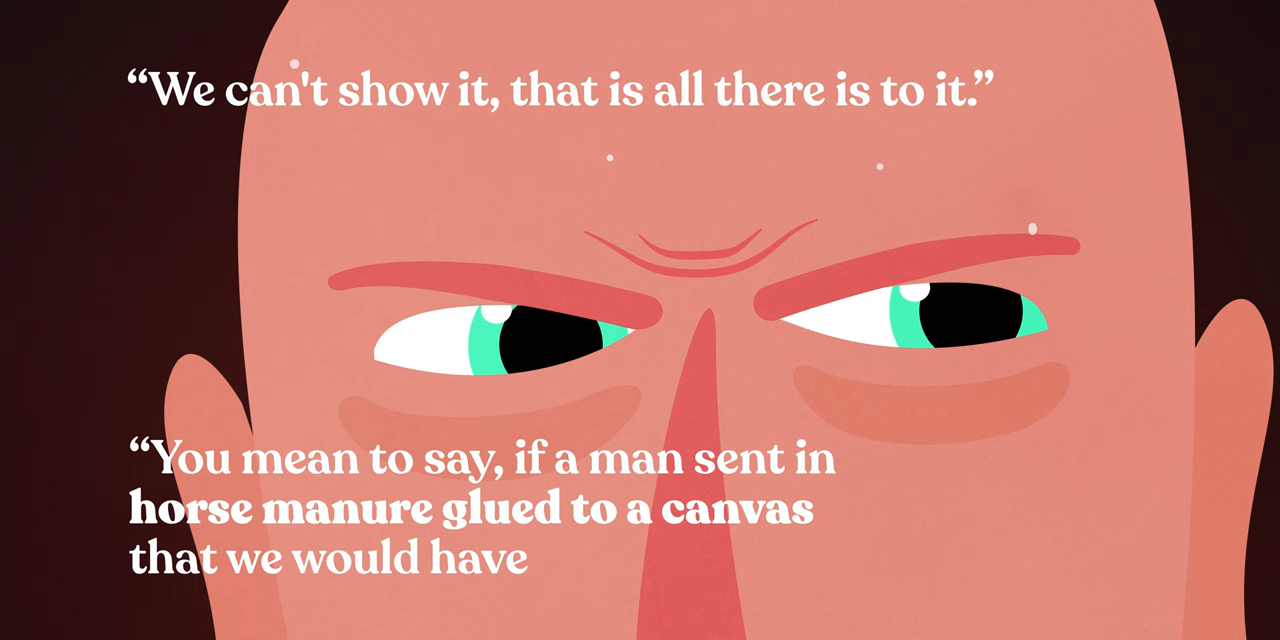 “We can't show it, that is all there is to it.”
“You mean to say, if a man sent in
horse manure glued to a canvas
that we would have